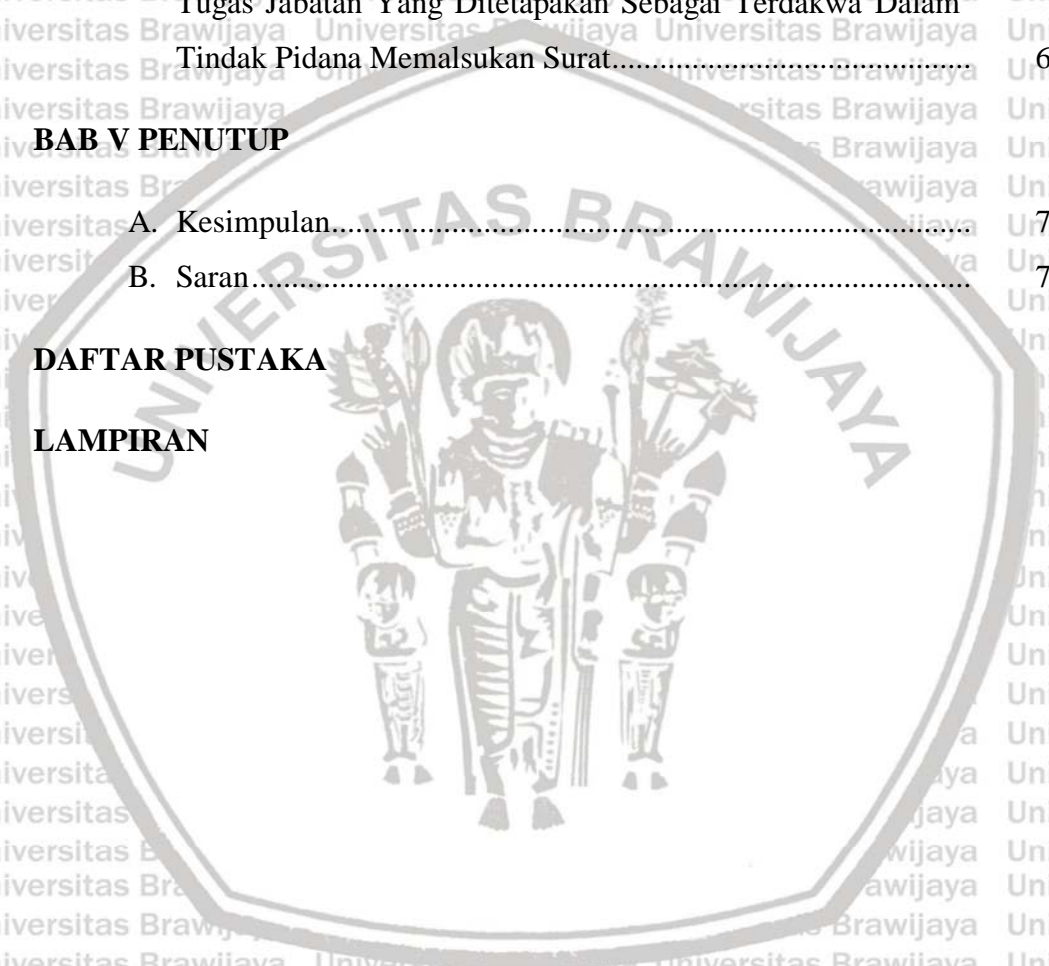 Tugas Jabatan Yang Ditetapakan Sebagai Terdakwa Dalam
Tindak Pidana Memalsukan Surat.......................................... 6
BAB V PENUTUP
A. Kesimpulan.......................................................................... 7
B. Saran................................................................................... 7
DAFTAR PUSTAKA
LAMPIRAN
UNIVERSITAS BRAWIJAYA